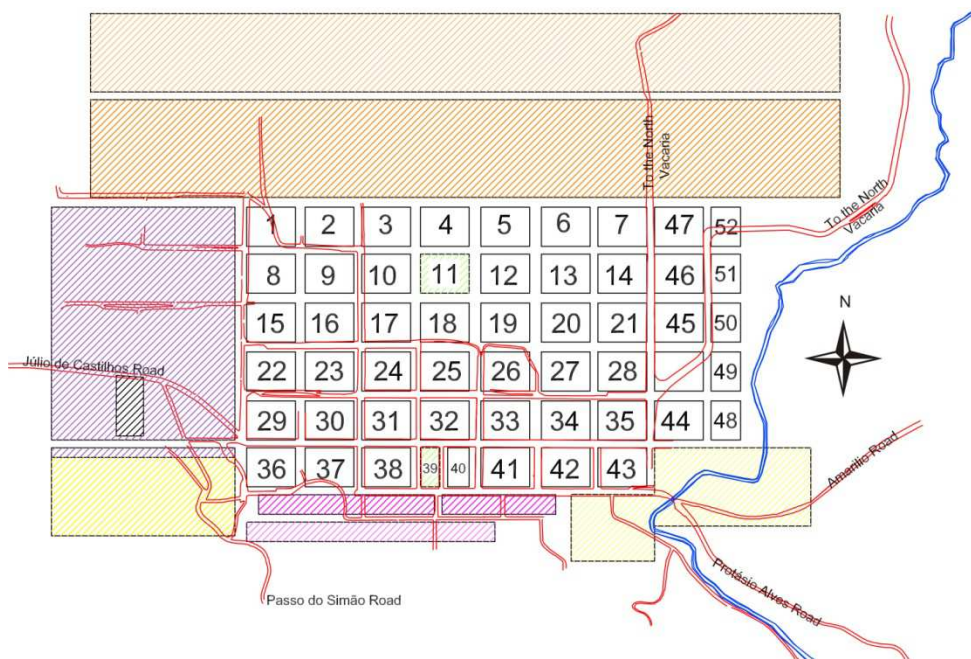 To the North
Vacaria
To the North
Vacaria
1 2 3 4 5 6 7 47 52
8 9 10 11 12 13 14 46 51
N
15 16 17 18 19 20 21 45 50
Júlio de Castilhos Road
22 23 24 25 26 27 28 49
29 30 31 32 33 34 35 44 48
Amarílio Road
36 37 38 39 40 41 42 43
Protásio Alves Road
Passo do Simão Road